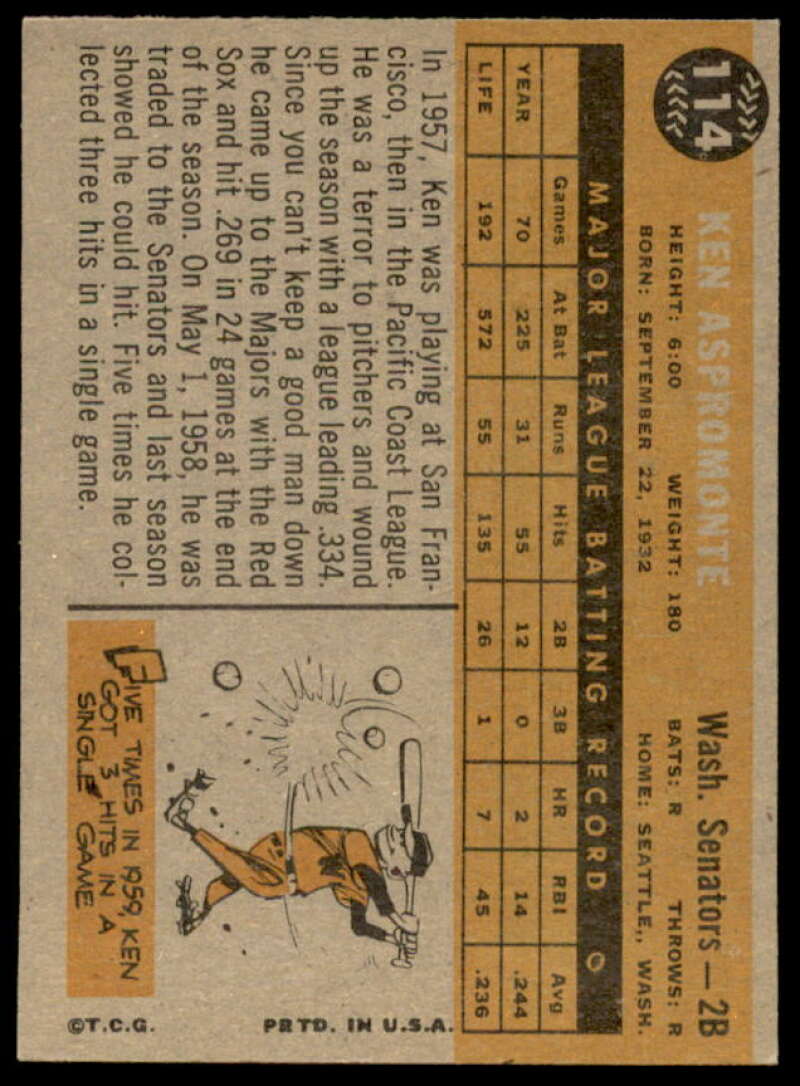 114
KEN ASPROMONTE
Wash. Senators — 2B
HEIGHT: 6:00 WEIGHT: 180 BATS: R THROWS: R
BORN: SEPTEMBER 22, 1932 HOME: SEATTLE,, WASH.
MAJOR LEAGUE BATTING RECORD
Games At Bat Runs Hits 2B 3B HR RBI Avg
YEAR 70 225 31 55 12 0 2 14 .244
LIFE 192 572 55 135 26 1 7 45 .236
In 1957, Ken was playing at San Fran-
cisco, then in the Pacific Coast League.
He was a terror to pitchers and wound
up the season with a league leading .334.
Since you can't keep a good man down
he came up to the Majors with the Red
Sox and hit .269 in 24 games at the end
of the season. On May 1, 1958, he was
traded to the Senators and last season
showed he could hit. Five times he col-
lected three hits in a single game.
W
FIVE TIMES IN 1959, KEN
GOT 3 HITS IN A
SINGLE GAME
©T.C.G. PRTD. IN U.S.A.